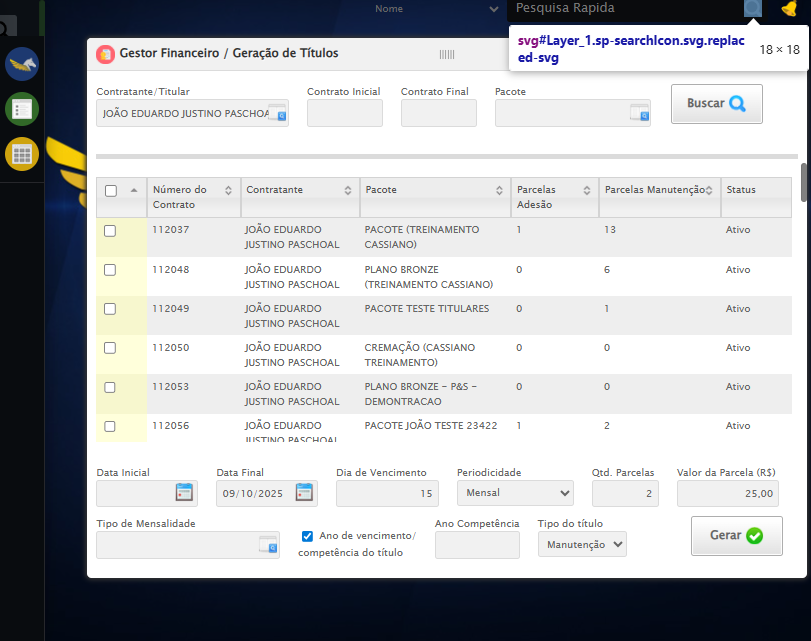 Nome
Pesquisa Rapida
svg#Layer_1.sp-searchIcon.svg.replac
ed-svg
18 × 18
Gestor Financeiro / Geração de Títulos
Contratante/Titular
Contrato Inicial
Contrato Final
Pacote
JOÃO EDUARDO JUSTINO PASCHOA
Buscar
Número do
Contrato
Contratante
Pacote
Parcelas
Adesão
Parcelas Manutenção
Status
112037
JOÃO EDUARDO
JUSTINO PASCHOAL
PACOTE (TREINAMENTO
CASSIANO)
1
13
Ativo
112048
JOÃO EDUARDO
JUSTINO PASCHOAL
PLANO BRONZE
(TREINAMENTO CASSIANO)
0
6
Ativo
112049
JOÃO EDUARDO
JUSTINO PASCHOAL
PACOTE TESTE TITULARES
0
1
Ativo
112050
JOÃO EDUARDO
JUSTINO PASCHOAL
CREMAÇÃO (CASSIANO
TREINAMENTO)
0
0
Ativo
112053
JOÃO EDUARDO
JUSTINO PASCHOAL
PLANO BRONZE - P&S -
DEMONTRACAO
0
0
Ativo
112056
JOÃO EDUARDO
JUSTINO PASCHOAL
PACOTE JOÃO TESTE 23422
1
2
Ativo
Data Inicial
Data Final
Dia de Vencimento
Periodicidade
Qtd. Parcelas
Valor da Parcela (R$)
09/10/2025
15
Mensal
2
25,00
Tipo de Mensalidade
Ano de vencimento/
competência do título
Ano Competência
Tipo do título
Manutenção
Gerar